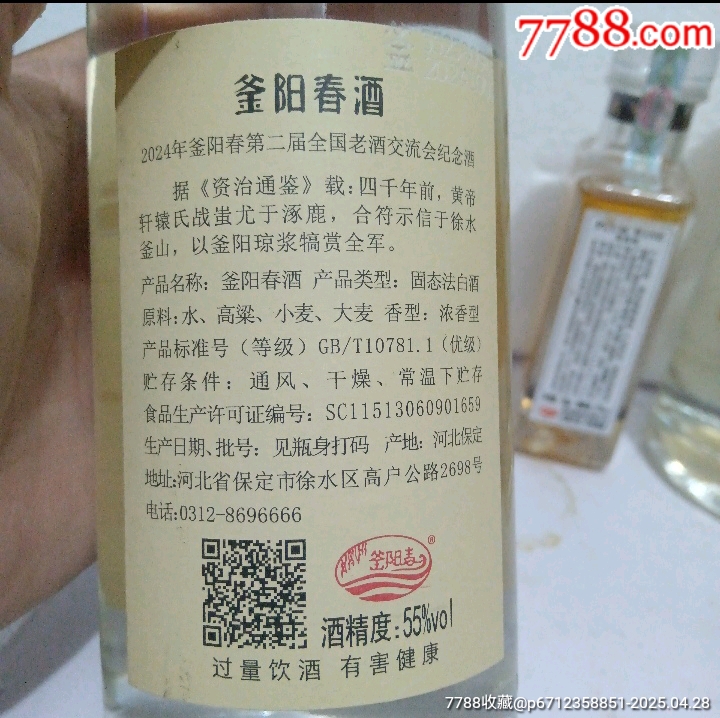 7788.com
釜阳春酒
2024年釜阳春第二届全国老酒交流会纪念酒
据《资治通鉴》载:四千年前,黄帝
轩辕氏战蚩尤于涿鹿,合符示信于徐水
釜山,以釜阳琼浆犒赏全军。
产品名称:釜阳春酒 产品类型:固态法白酒
原料:水、高粱、小麦、大麦 香型:浓香型
产品标准号(等级)GB/T10781.1(优级)
贮存条件:通风、干燥、常温下贮存
食品生产许可证编号:SC11513060901659
生产日期、批号:见瓶身打码 产地:河北保定
地址:河北省保定市徐水区高户公路2698号
电话:0312-8696666
釜阳春®
酒精度:55%vol
过量饮酒 有害健康
7788收藏@p6712358851-2025.04.28